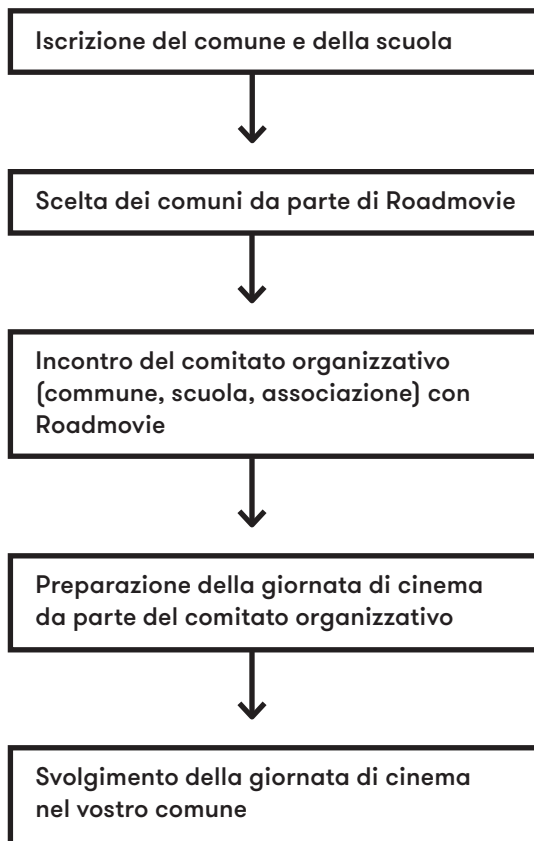 Iscrizione del comune e della scuola
Scelta dei comuni da parte di Roadmovie
Incontro del comitato organizzativo
(commune, scuola, associazione) con
Roadmovie
Preparazione della giornata di cinema
da parte del comitato organizzativo
Svolgimento della giornata di cinema
nel vostro comune